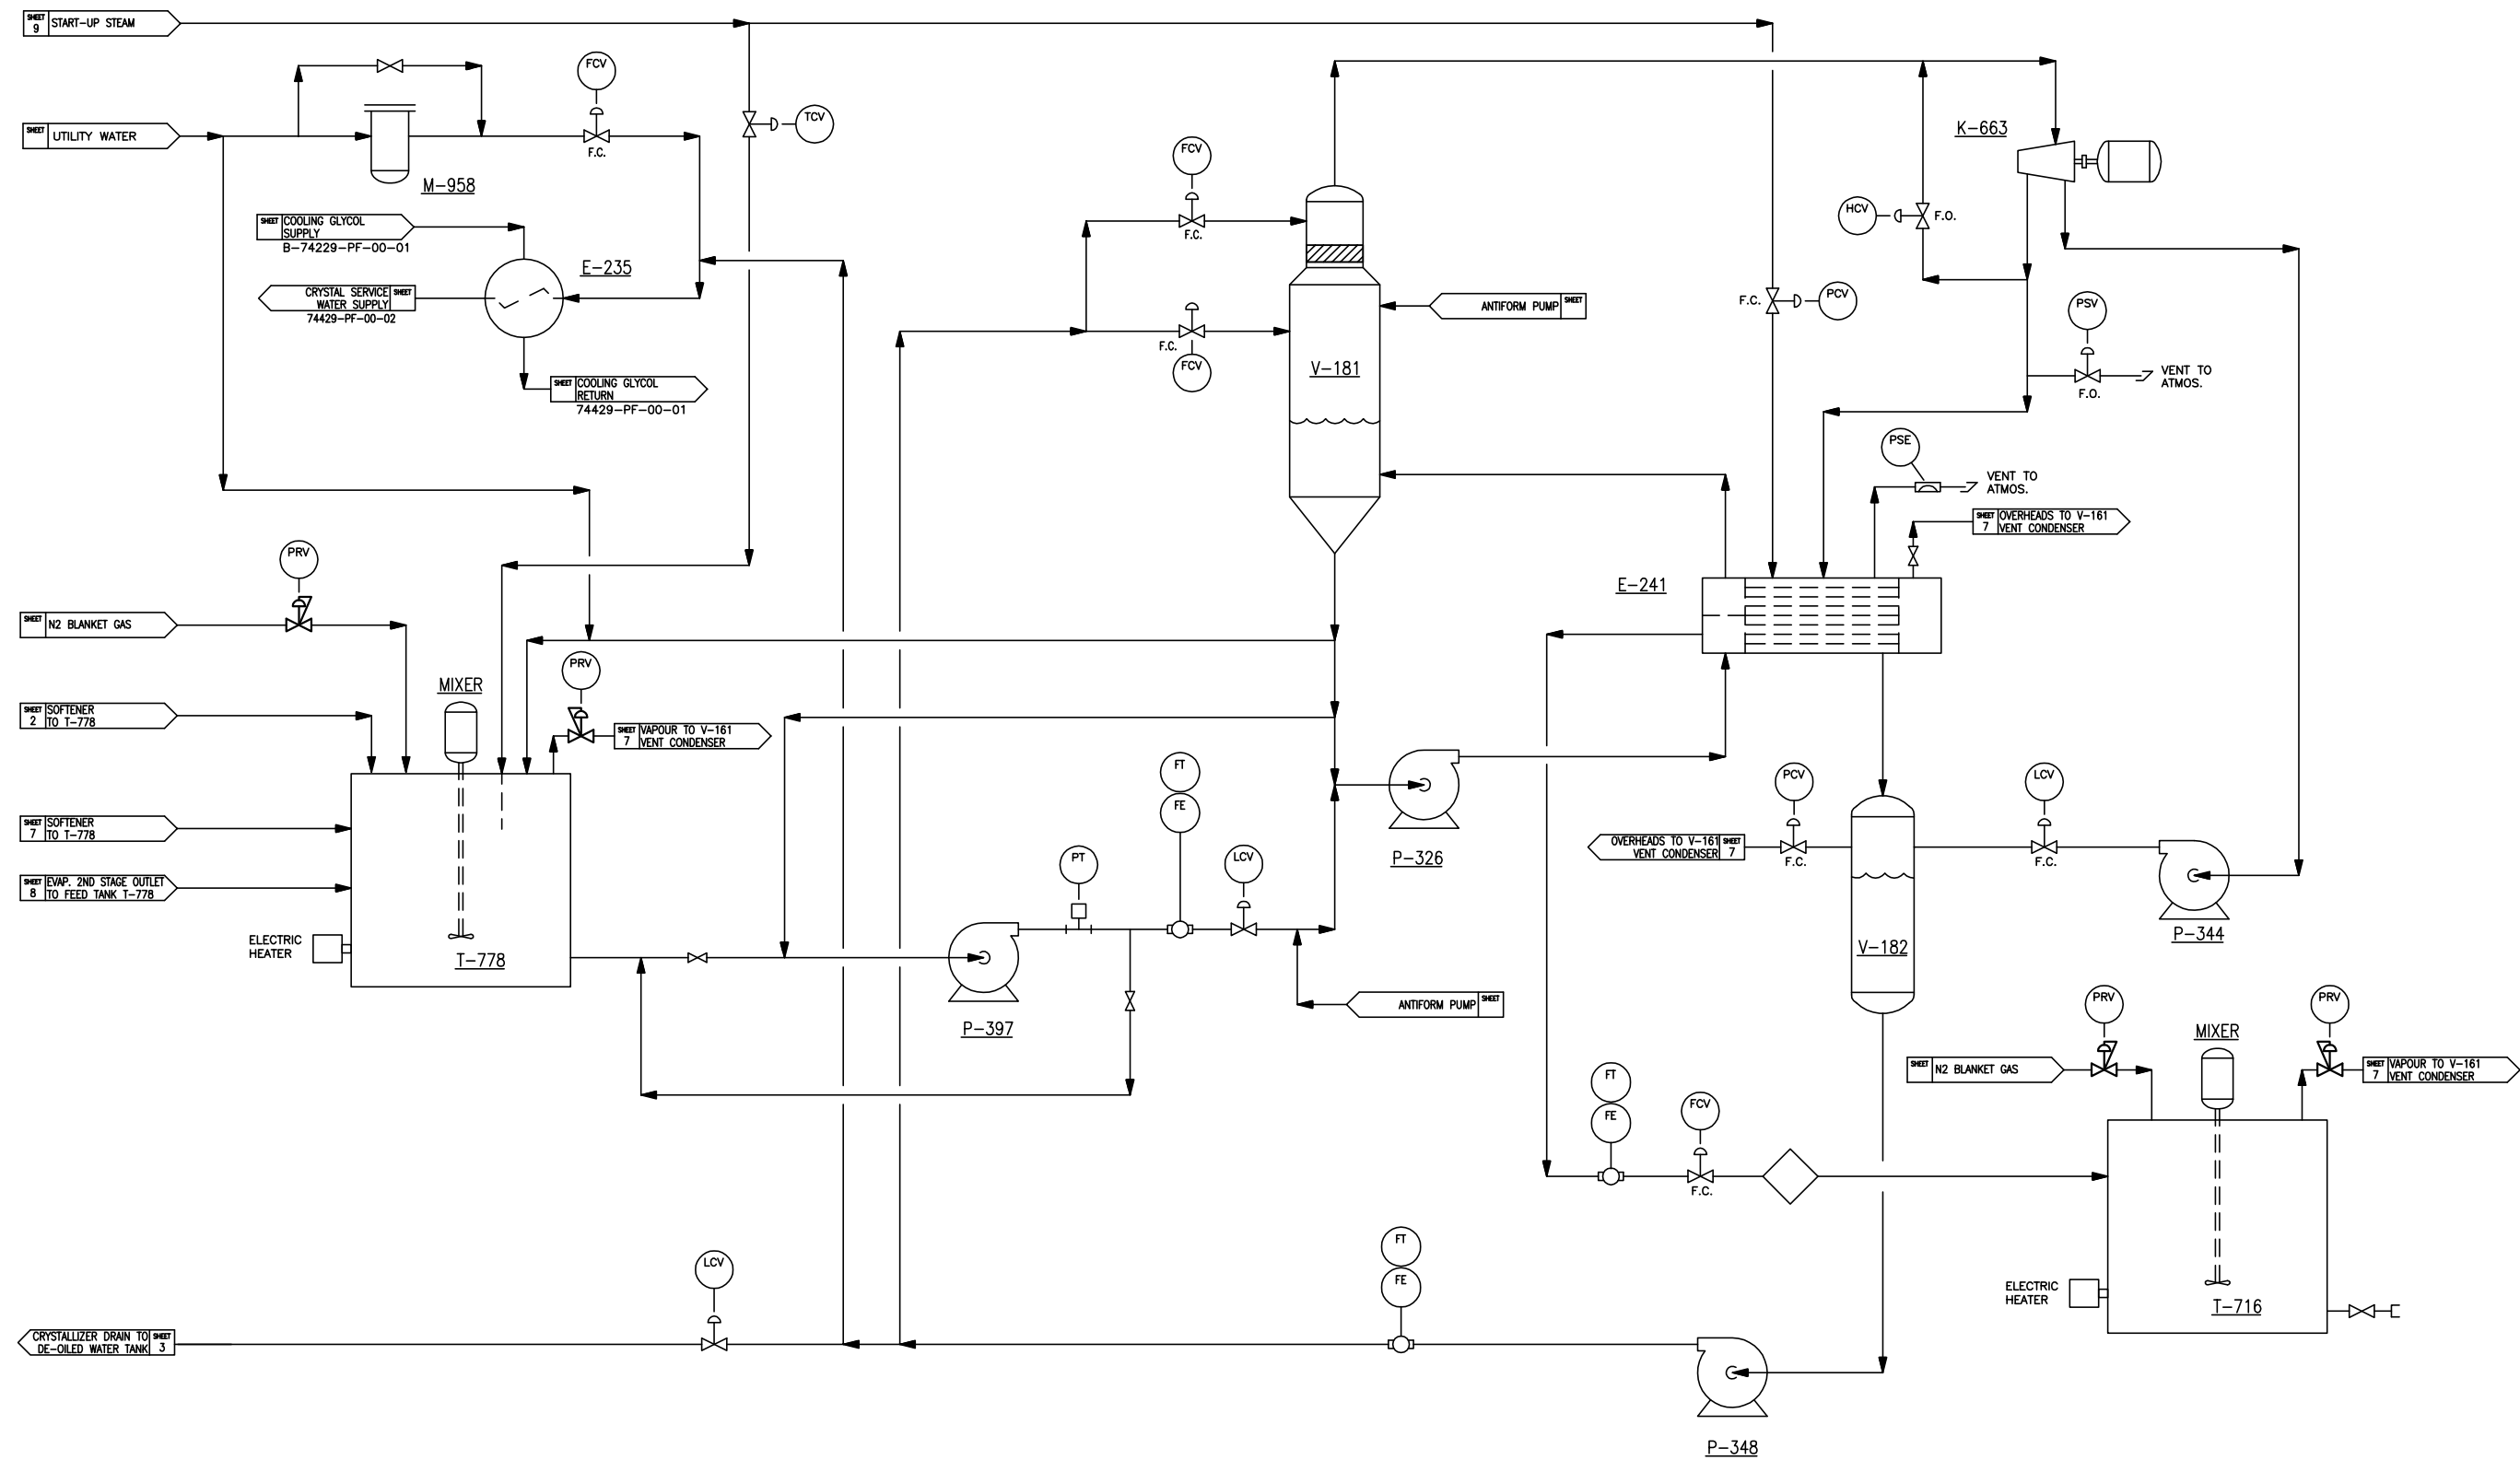 SHEET
9
START-UP STEAM
FCV
TCV
SHEET
UTILITY WATER
F.C.
M-958
K-663
FCV
SHEET
COOLING GLYCOL
SUPPLY
B-74229-PF-00-01
HCV
F.O.
F.C.
E-235
CRYSTAL SERVICE
WATER SUPPLY
SHEET
74429-PF-00-02
ANTIFORM PUMP
SHEET
F.C.
PCV
PSV
F.C.
FCV
V-181
SHEET
COOLING GLYCOL
RETURN
74429-PF-00-01
VENT TO
ATMOS.
F.O.
PSE
VENT TO
ATMOS.
SHEET
7
OVERHEADS TO V-161
VENT CONDENSER
PRV
E-241
SHEET
N2 BLANKET GAS
PRV
MIXER
SHEET
2
SOFTENER
TO T-778
SHEET
7
VAPOUR TO V-161
VENT CONDENSER
FT
FE
PCV
LCV
SHEET
7
SOFTENER
TO T-778
P-326
OVERHEADS TO V-161
VENT CONDENSER
SHEET
7
F.C.
F.C.
PT
LCV
SHEET
8
EVAP. 2ND STAGE OUTLET
TO FEED TANK T-778
ELECTRIC
HEATER
T-778
V-182
P-344
P-397
ANTIFORM PUMP
SHEET
PRV
PRV
MIXER
SHEET
N2 BLANKET GAS
SHEET
7
VAPOUR TO V-161
VENT CONDENSER
FT
FE
FCV
F.C.
FT
FE
LCV
ELECTRIC
HEATER
T-716
CRYSTALLIZER DRAIN TO
DE-OILED WATER TANK
SHEET
3
P-348